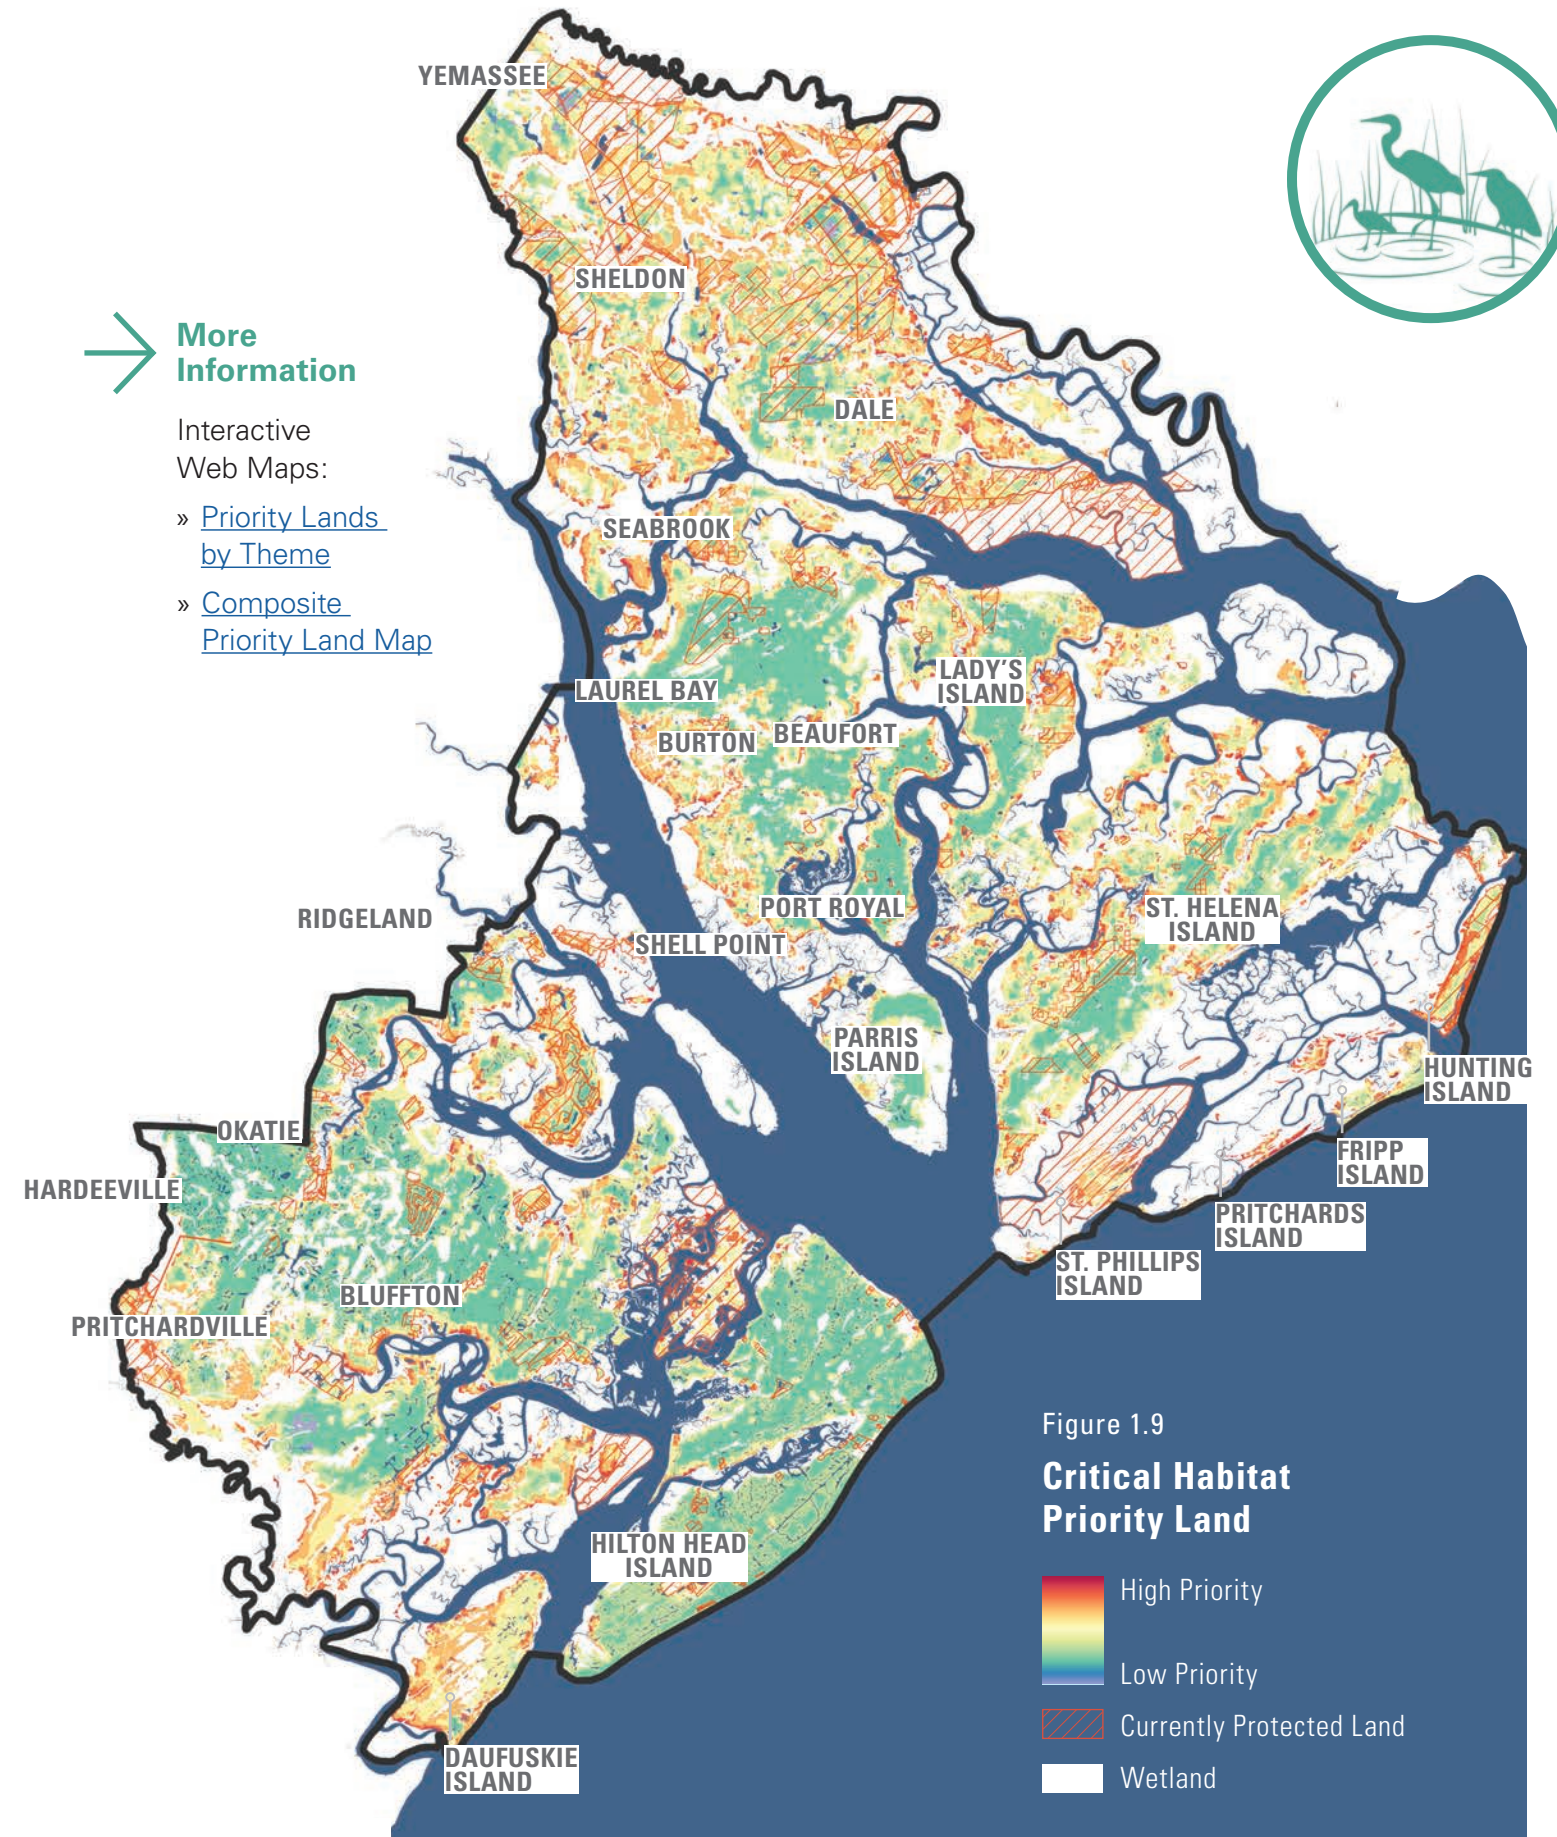 YEMASSEE
SHELDON
More
Information
Interactive
Web Maps:
» Priority Lands
by Theme
» Composite
Priority Land Map
DALE
SEABROOK
LADY'S
ISLAND
LAUREL BAY
BURTON
BEAUFORT
PORT ROYAL
ST. HELENA
ISLAND
RIDGELAND
SHELL POINT
PARRIS
ISLAND
HUNTING
ISLAND
OKATIE
FRIPP
ISLAND
HARDEEVILLE
PRITCHARDS
ISLAND
ST. PHILLIPS
ISLAND
BLUFFTON
PRITCHARDVILLE
HILTON HEAD
ISLAND
DAUFUSKIE
ISLAND
Figure 1.9
Critical Habitat
Priority Land
High Priority
Low Priority
Currently Protected Land
Wetland